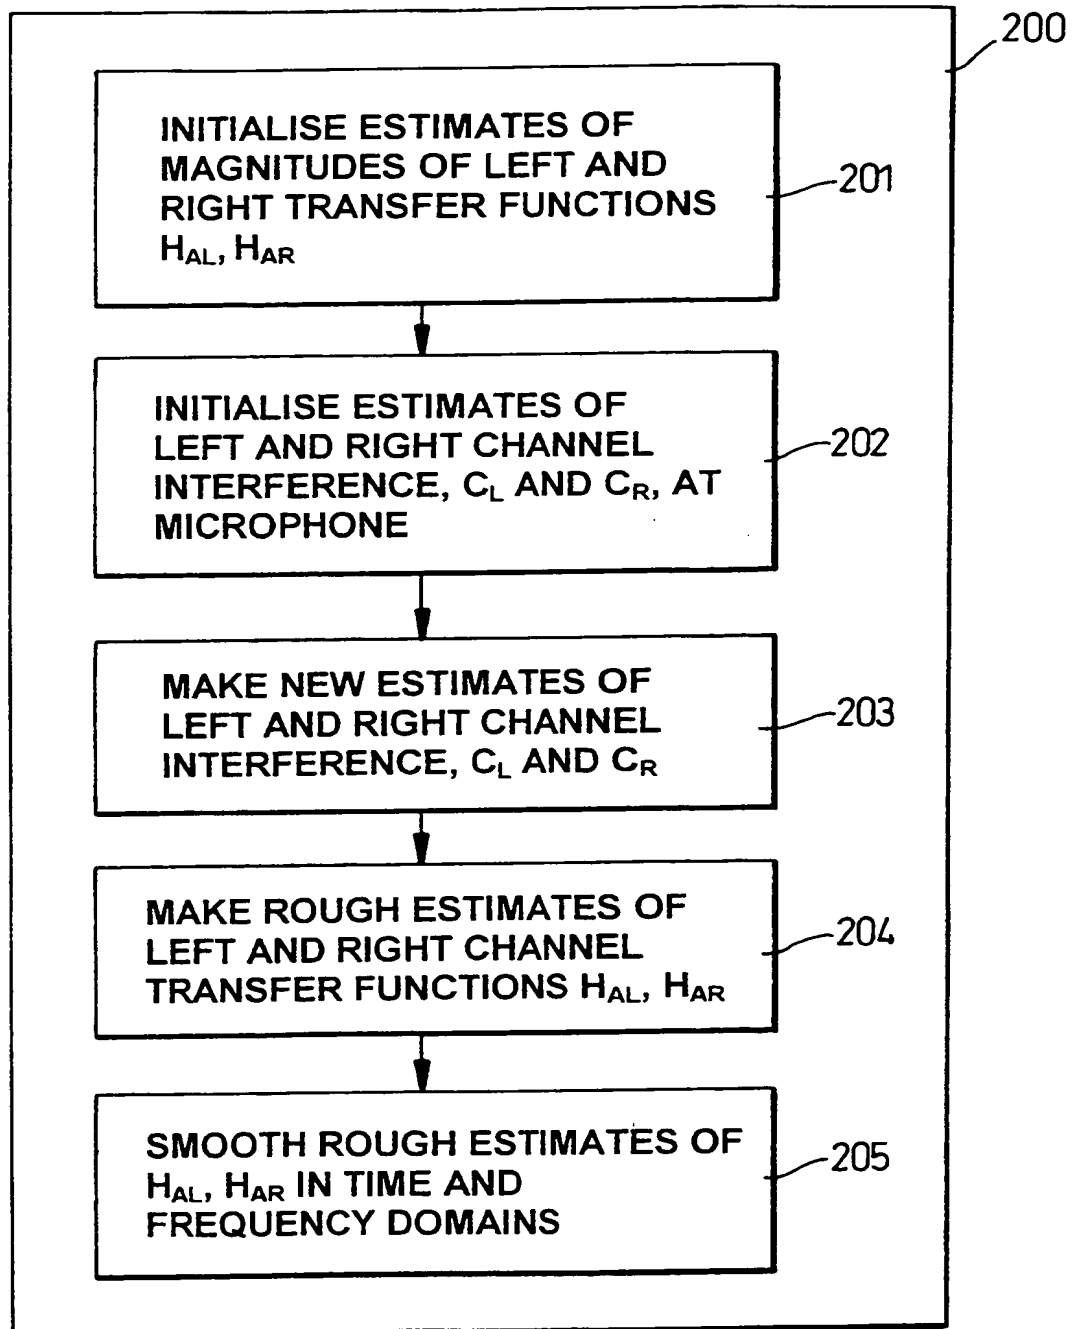 200
INITIALISE ESTIMATES OF
MAGNITUDES OF LEFT AND
RIGHT TRANSFER FUNCTIONS
HAL, HAR
201
INITIALISE ESTIMATES OF
LEFT AND RIGHT CHANNEL
INTERFERENCE, CL AND CR, AT
MICROPHONE
202
MAKE NEW ESTIMATES OF
LEFT AND RIGHT CHANNEL
INTERFERENCE, CL AND CR
203
MAKE ROUGH ESTIMATES OF
LEFT AND RIGHT CHANNEL
TRANSFER FUNCTIONS HAL, HAR
204
SMOOTH ROUGH ESTIMATES OF
HAL, HAR IN TIME AND
FREQUENCY DOMAINS
205